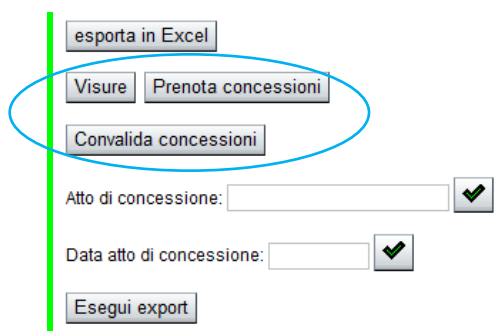 esporta in Excel
Visure Prenota concessioni
Convalida concessioni
Atto di concessione:
Data atto di concessione:
Esegui export